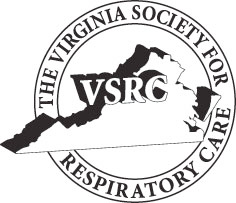 THE VIRGINIA SOCIETY FOR
VSRC
RESPIRATORY CARE